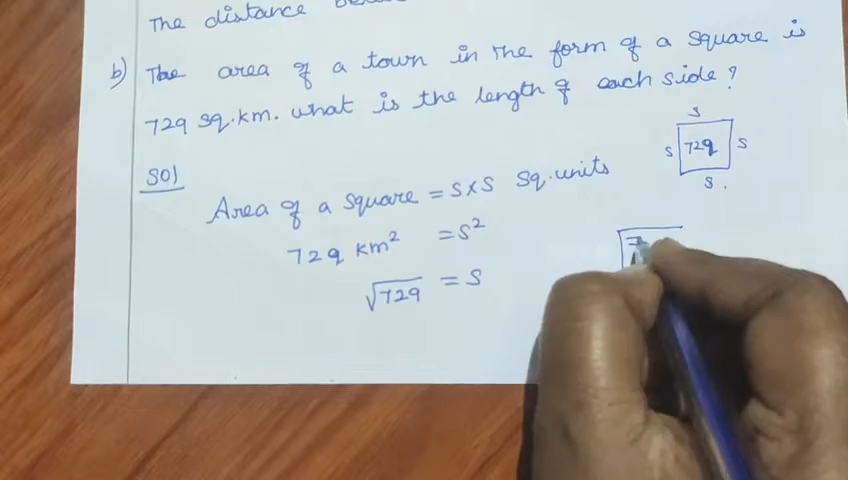 The distance
b) The area of a town in the form of a square is
729 sq.km. what is the length of each side?
Sol
Area of a square = S x S Sq.units
729 km² = S²
√729 = S
S
S 729 S
S.